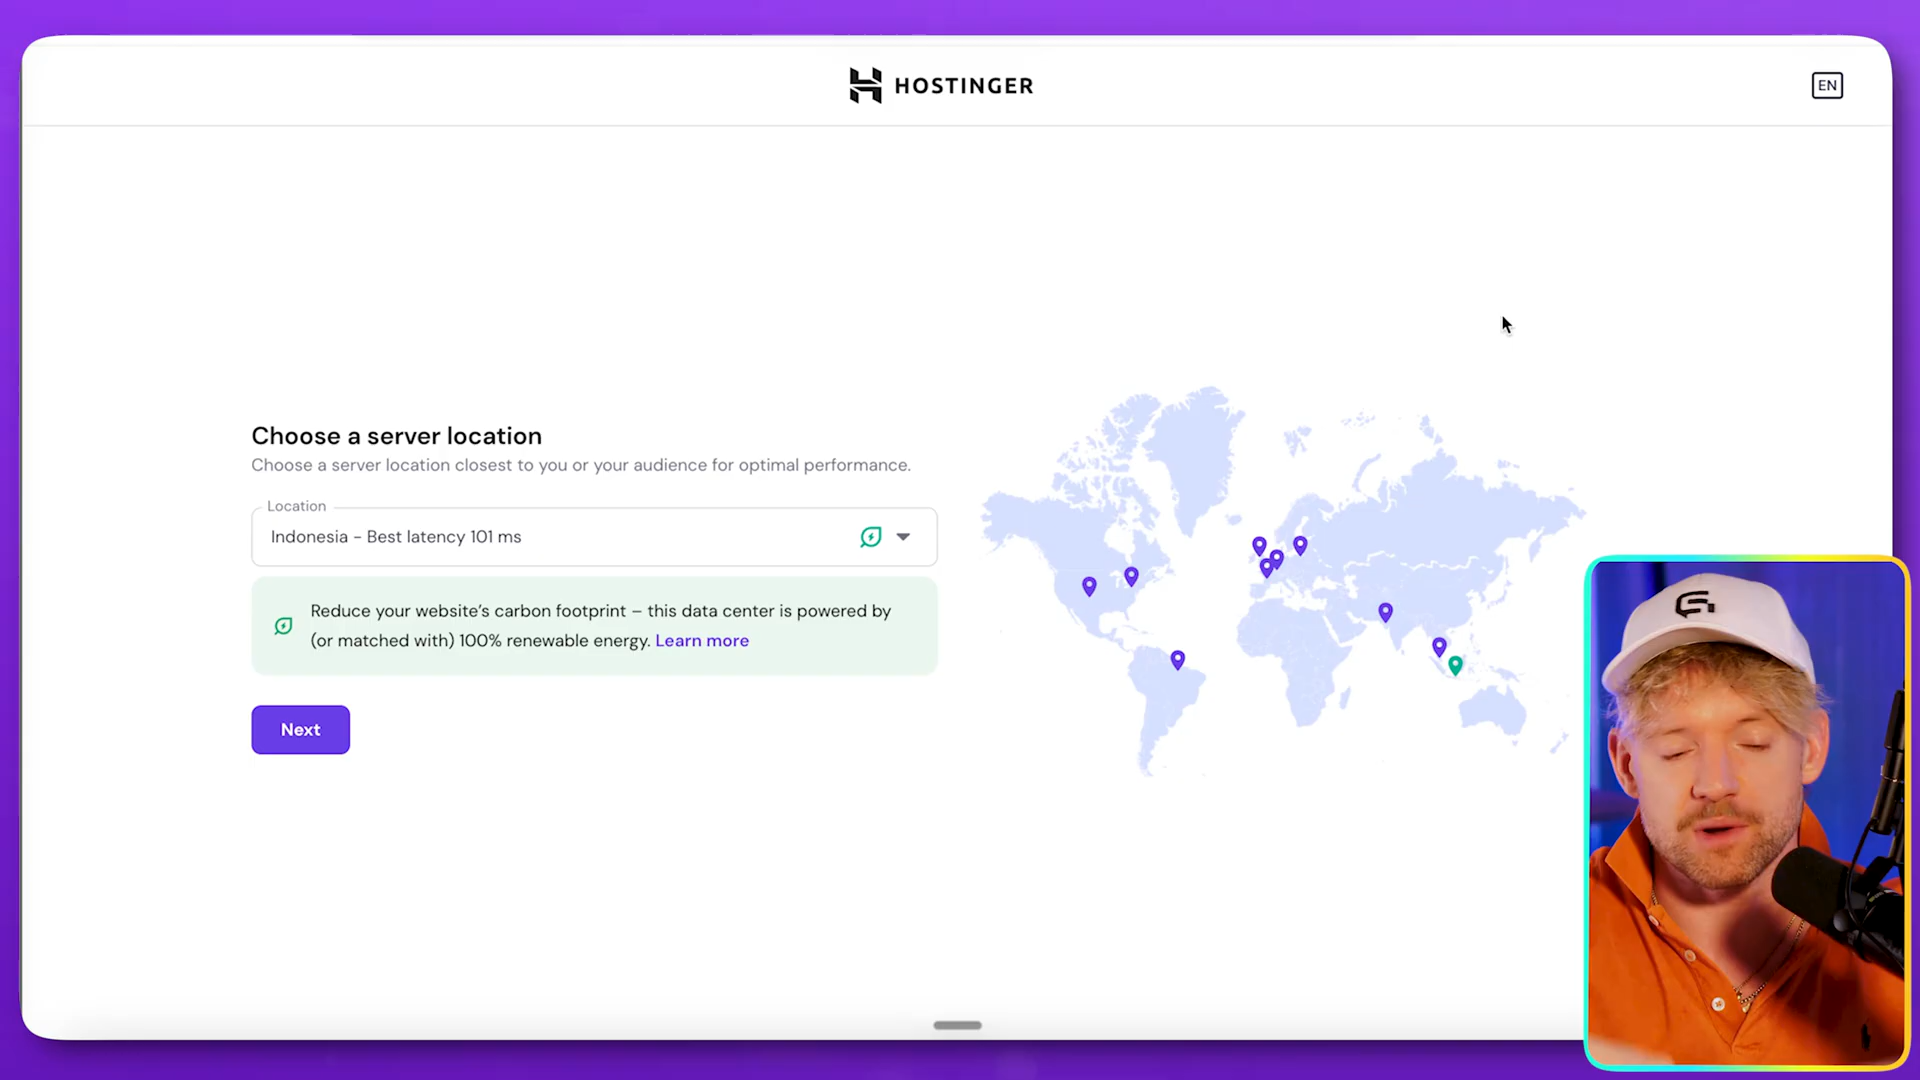 HOSTINGER
EN
Choose a server location
Choose a server location closest to you or your audience for optimal performance.
Location
Indonesia - Best latency 101 ms
Reduce your website's carbon footprint – this data center is powered by
(or matched with) 100% renewable energy. Learn more
Next